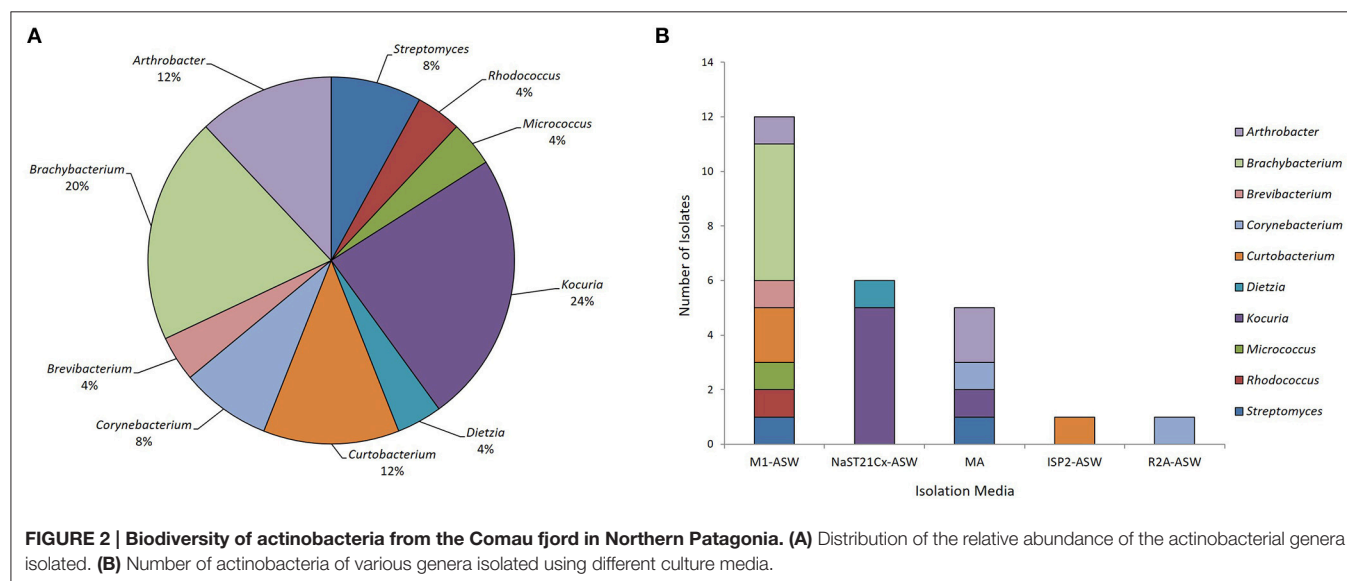 A
Streptomyces
8%
Rhododoccus
4%
Micrococcus
4%
Kocuria
24%
Dietzia
4%
Curtobacterium
12%
Corynebacterium
8%
Brevibacterium
4%
Brachybacterium
20%
Arthrobacter
12%
B
Number of Isolates
14
12
10
8
6
4
2
0
M1-ASW NaST21Cx-ASW MA ISP2-ASW R2A-ASW
Isolation Media
Arthrobacter
Brachybacterium
Brevibacterium
Corynebacterium
Curtobacterium
Dietzia
Kocuria
Micrococcus
Rhodococcus
Streptomyces
FIGURE 2 | Biodiversity of actinobacteria from the Comau fjord in Northern Patagonia. (A) Distribution of the relative abundance of the actinobacterial genera
isolated. (B) Number of actinobacteria of various genera isolated using different culture media.